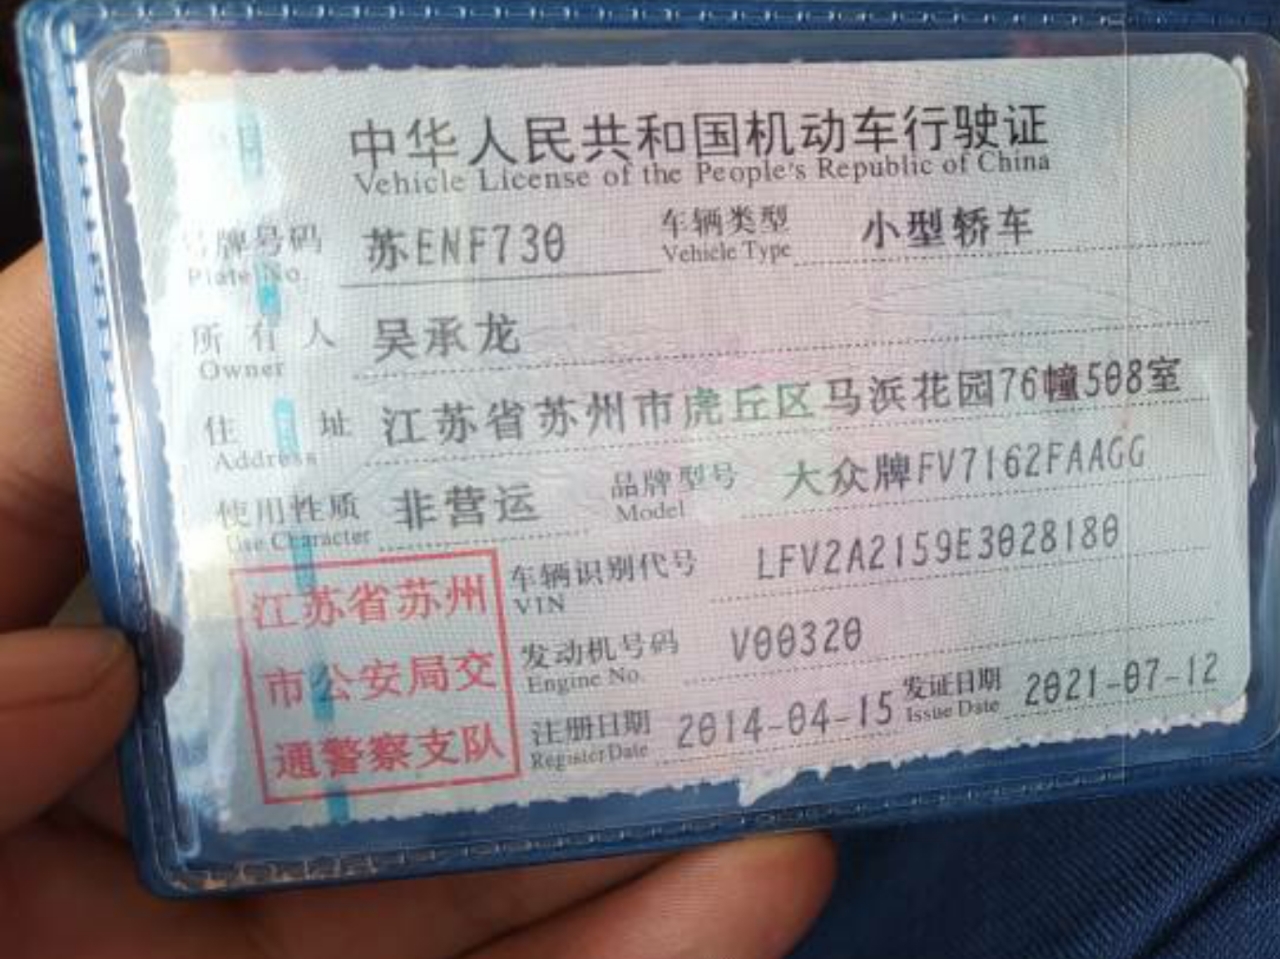 中华人民共和国机动车行驶证
Vehicle License of the People's Republic of China
号牌号码 苏ENF730 车辆类型 小型轿车
Plate No. Vehicle Type
所有人 吴承龙
Owner
住址 江苏省苏州市虎丘区马浜花园76幢508室
Address
使用性质 非营运 品牌型号 大众牌FV7162FAAGG
Use Character Model
江苏省苏州
市公安局交
通警察支队
车辆识别代号 LFV2A2159E3028180
VIN
发动机号码 V00320
Engine No.
注册日期 2014-04-15 发证日期 2021-07-12
Register Date Issue Date